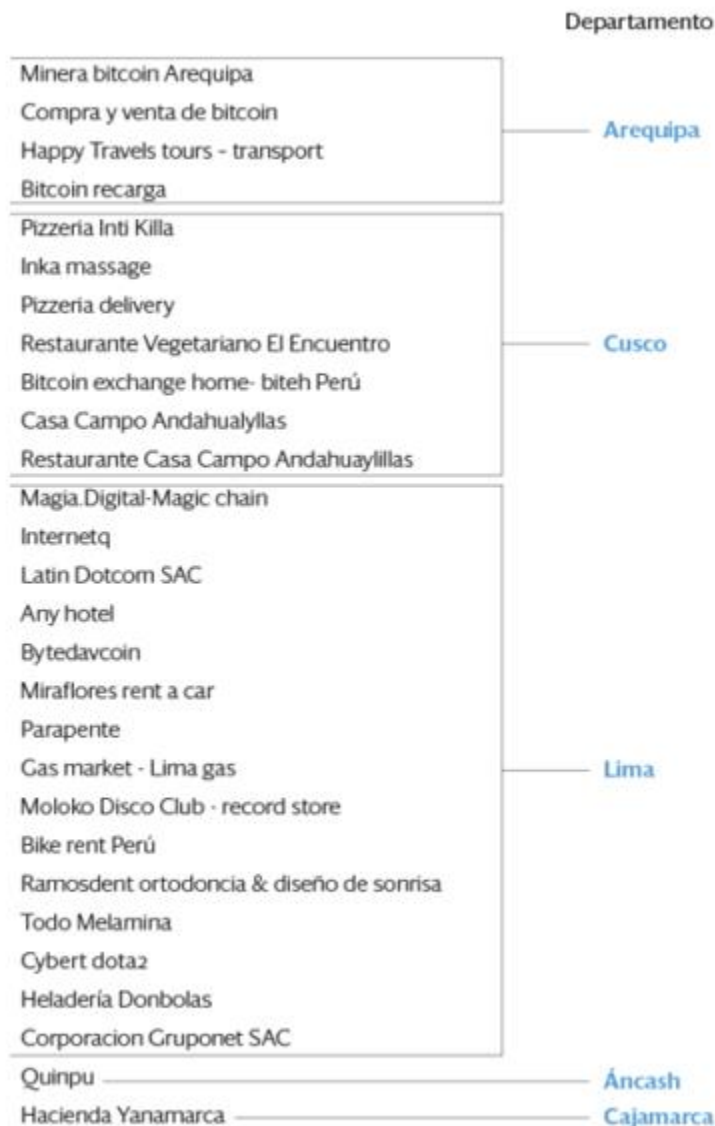 Departamento
Minera bitcoin Arequipa
Compra y venta de bitcoin
Happy Travels tours - transport
Bitcoin recarga
Arequipa
Pizzeria Inti Killa
Inka massage
Pizzeria delivery
Restaurante Vegetariano El Encuentro
Bitcoin exchange home- biteh Perú
Casa Campo Andahualyllas
Restaurante Casa Campo Andahuaylillas
Cusco
Magia.Digital-Magic chain
Internetq
Latin Dotcom SAC
Any hotel
Bytedavcoin
Miraflores rent a car
Parapente
Gas market - Lima gas
Moloko Disco Club - record store
Bike rent Perú
Ramosdent ortodoncia & diseño de sonrisa
Todo Melamina
Cybert dota2
Heladería Donbolas
Corporacion Gruponet SAC
Lima
Quinpu Áncash
Hacienda Yanamarca Cajamarca